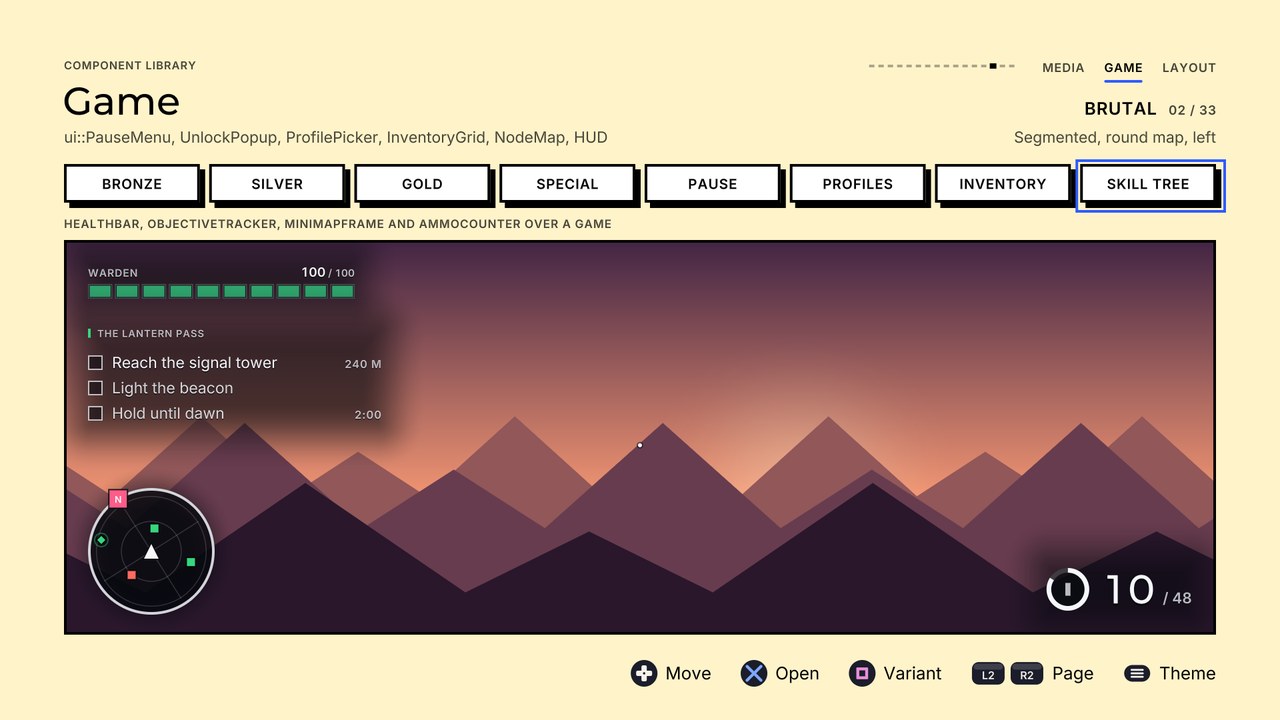 COMPONENT LIBRARY
MEDIA GAME LAYOUT
Game
BRUTAL 02 / 33
ui::PauseMenu, UnlockPopup, ProfilePicker, InventoryGrid, NodeMap, HUD
Segmented, round map, left
BRONZE SILVER GOLD SPECIAL PAUSE PROFILES INVENTORY SKILL TREE
HEALTHBAR, OBJECTIVETRACKER, MINIMAPFRAME AND AMMOCOUNTER OVER A GAME
WARDEN 100 / 100
THE LANTERN PASS
Reach the signal tower 240 M
Light the beacon
Hold until dawn 2:00
N
10 / 48
Move Open Variant L2 R2 Page Theme